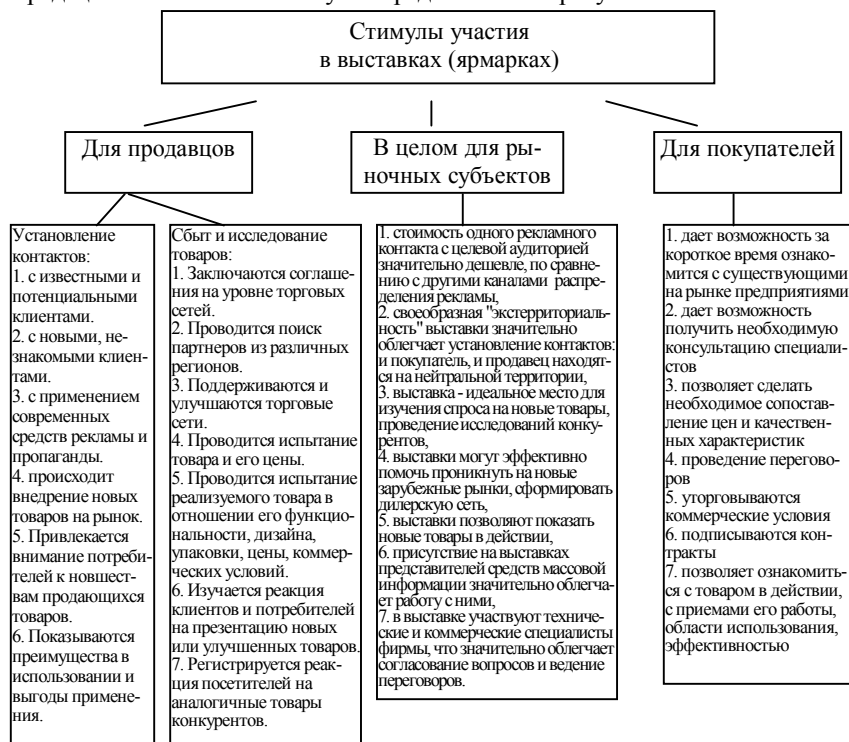 Стимулы участия
в выставках (ярмарках)
Для продавцов
В целом для ры-
ночных субъектов
Для покупателей
Установление
контактов:
1. с известными и
потенциальными
клиентами.
2. с новыми, не-
знакомыми клиен-
тами.
3. с применением
современных
средств рекламы и
пропаганды.
4. происходит
внедрение новых
товаров на рынок.
5. Привлекается
внимание потреби-
телей к новшест-
вам продающихся
товаров.
6. Показываются
преимущества в
использовании и
выгоды примене-
ния.
Сбыт и исследование
товаров:
1. Заключаются соглаше-
ния на уровне торговых
сетей.
2. Проводится поиск
партнеров из различных
регионов.
3. Поддерживаются и
улучшаются торговые
сети.
4. Проводится испытание
товара и его цены.
5. Проводится испытание
реализуемого товара в
отношении его функцио-
нальности, дизайна,
упаковки, цены, коммер-
ческих условий.
6. Изучается реакция
клиентов и потребителей
на презентацию новых
или улучшенных товаров.
7. Регистрируется реак-
ция посетителей на
аналогичные товары
конкурентов.
1. стоимость одного рекламного
контакта с целевой аудиторией
значительно дешевле, по сравне-
нию с другими каналами распре-
деления рекламы,
2. своеобразная "экстерриториаль-
ность" выставки значительно
облегчает установление контактов:
и покупатель, и продавец находят-
ся на нейтральной территории,
3. выставка - идеальное место для
изучения спроса на новые товары,
проведение исследований конку-
рентов,
4. выставки могут эффективно
помочь проникнуть на новые
зарубежные рынки, сформировать
дилерскую сеть,
5. выставки позволяют показать
новые товары в действии,
6. присутствие на выставках
представителей средств массовой
информации значительно облегча-
ет работу с ними,
7. в выставке участвуют техниче-
ские и коммерческие специалисты
фирмы, что значительно облегчает
согласование вопросов и ведение
переговоров.
1. дает возможность за
короткое время ознако-
мится с существующими
на рынке предприятиями
2. дает возможность
получить необходимую
консультацию специали-
стов
3. позволяет сделать
необходимое сопостав-
ление цен и качествен-
ных характеристик
4. проведение перегово-
ров
5. уторговываются
коммерческие условия
6. подписываются кон-
тракты
7. позволяет ознакомить-
ся с товаром в действии,
с приемами его работы,
области использования,
эффективностью